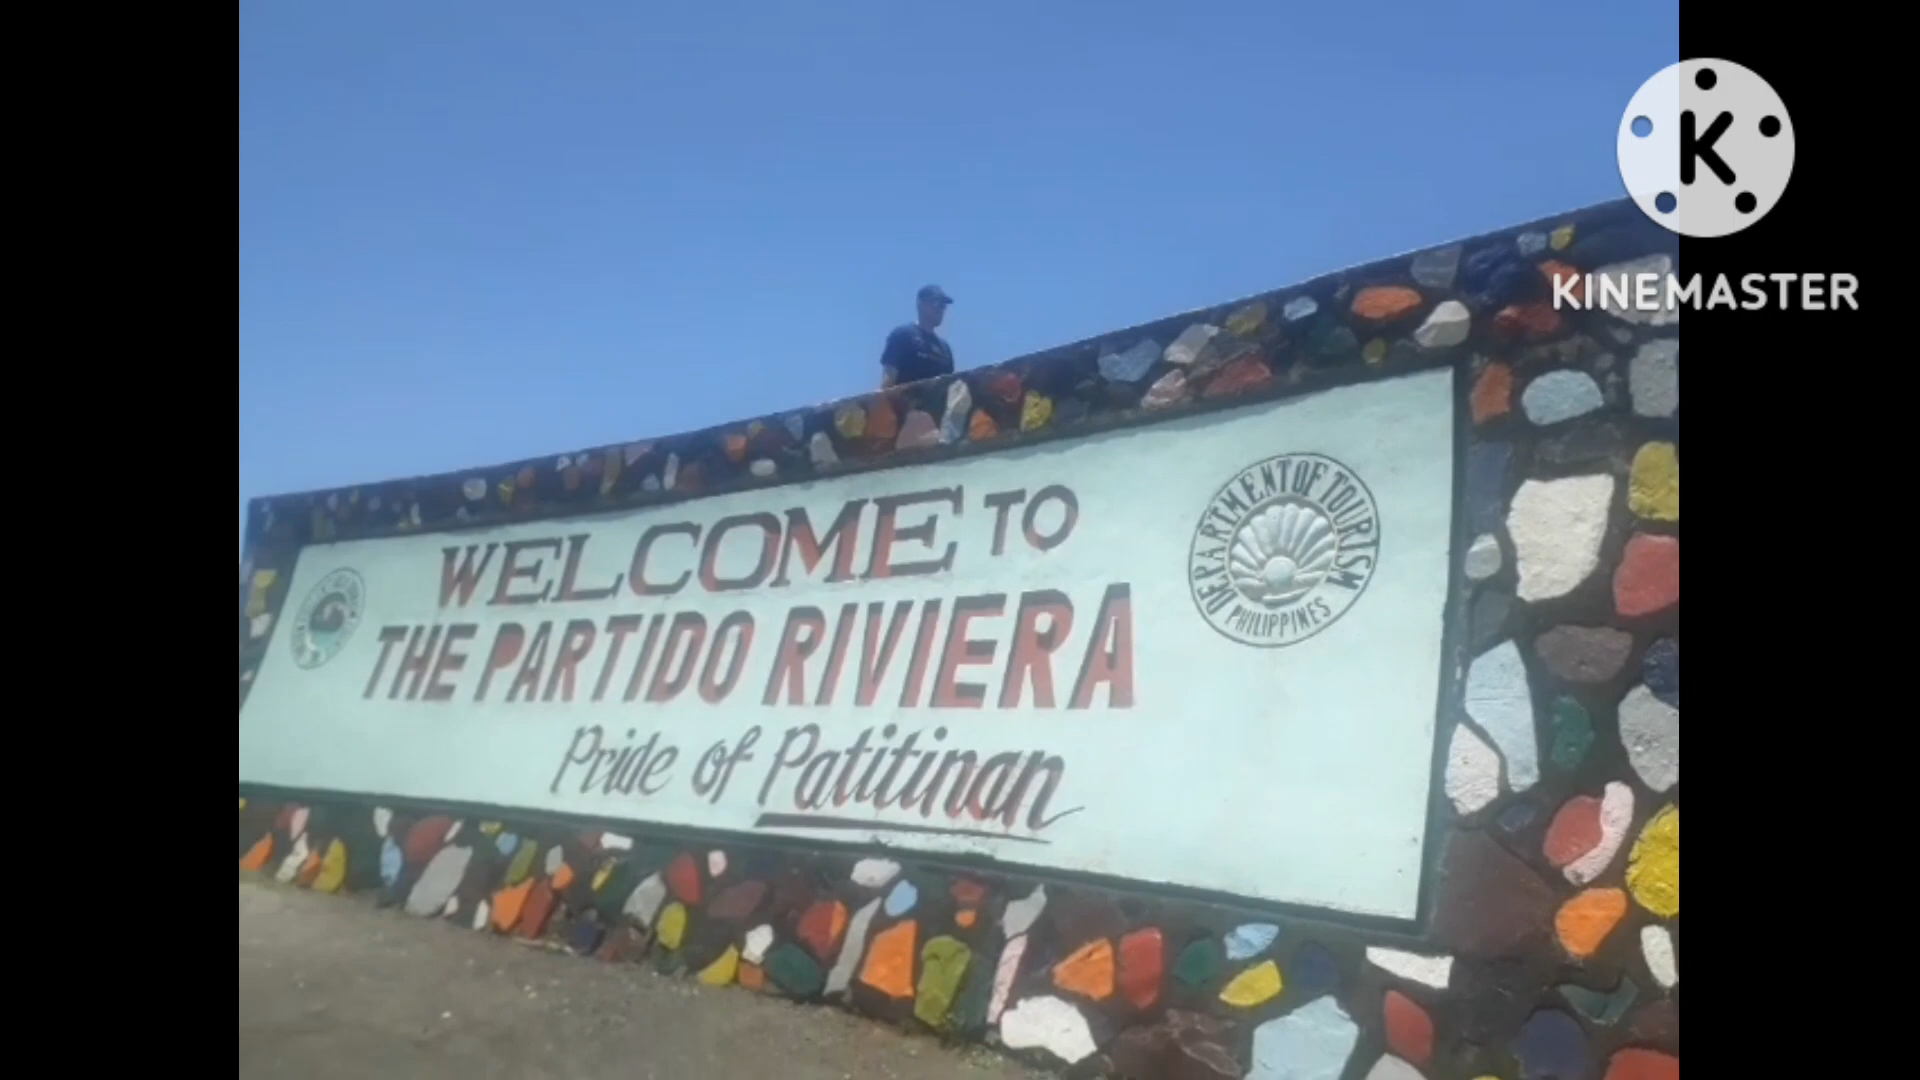 WELCOME TO
THE PARTIDO RIVIERA
Pride of Patitinan
DEPARTMENT OF TOURISM
PHILIPPINES
K
KINEMASTER